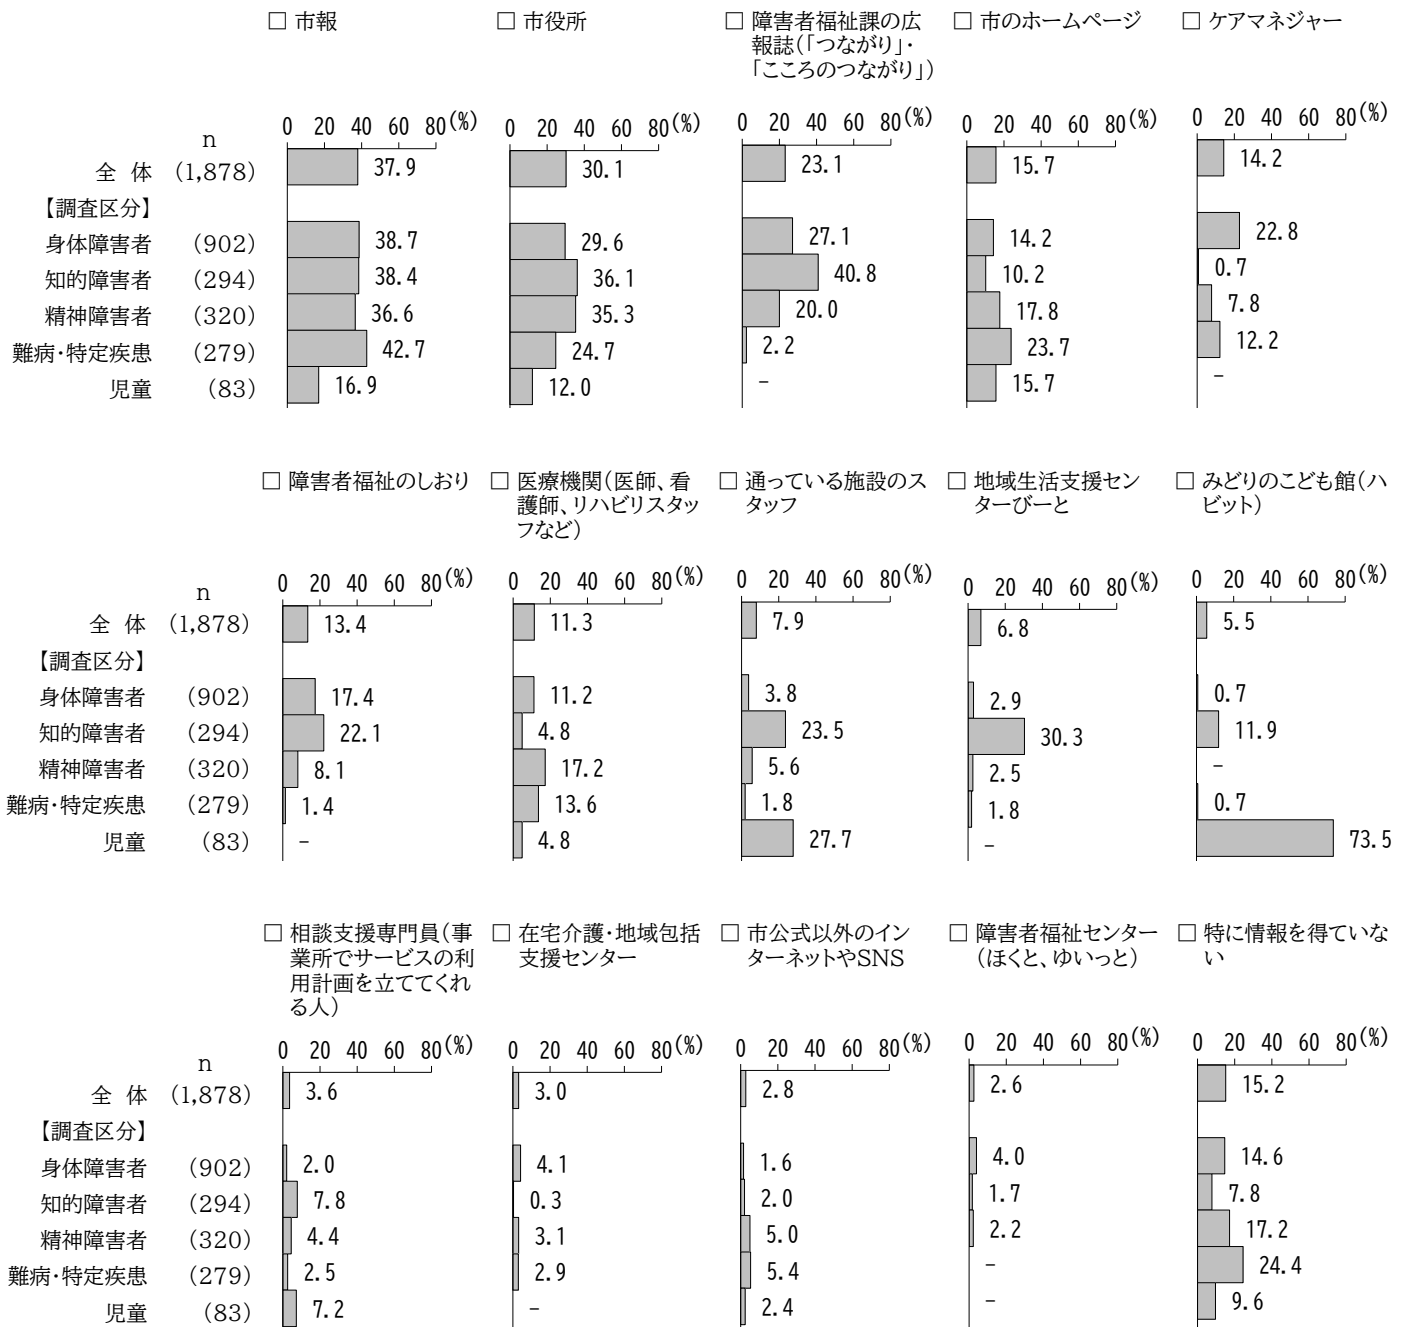 □ 市報
□ 市役所
□ 障害者福祉課の広
報誌(「つながり」・
「こころのつながり」)
□ 市のホームページ
□ ケアマネジャー
n
0 20 40 60 80(%)
0 20 40 60 80(%)
0 20 40 60 80(%)
0 20 40 60 80(%)
0 20 40 60 80(%)
全 体 (1,878) 37.9 30.1 23.1 15.7 14.2
【調査区分】
身体障害者 (902) 38.7 29.6 27.1 14.2 22.8
知的障害者 (294) 38.4 36.1 40.8 10.2 0.7
精神障害者 (320) 36.6 35.3 20.0 17.8 7.8
難病・特定疾患 (279) 42.7 24.7 2.2 23.7 12.2
児童 (83) 16.9 12.0 - 15.7 -
□ 障害者福祉のしおり
□ 医療機関(医師、看
護師、リハビリスタッ
フなど)
□ 通っている施設のス
タッフ
□ 地域生活支援セン
ターびーと
□ みどりのこども館(ハ
ビット)
n
0 20 40 60 80(%)
0 20 40 60 80(%)
0 20 40 60 80(%)
0 20 40 60 80(%)
0 20 40 60 80(%)
全 体 (1,878) 13.4 11.3 7.9 6.8 5.5
【調査区分】
身体障害者 (902) 17.4 11.2 3.8 2.9 0.7
知的障害者 (294) 22.1 4.8 23.5 30.3 11.9
精神障害者 (320) 8.1 17.2 5.6 2.5 -
難病・特定疾患 (279) 1.4 13.6 1.8 1.8 0.7
児童 (83) - 4.8 27.7 - 73.5
□ 相談支援専門員(事
業所でサービスの利
用計画を立ててくれ
る人)
□ 在宅介護・地域包括
支援センター
□ 市公式以外のイン
ターネットやSNS
□ 障害者福祉センター
(ほくと、ゆいっと)
□ 特に情報を得ていな
い
n
0 20 40 60 80(%)
0 20 40 60 80(%)
0 20 40 60 80(%)
0 20 40 60 80(%)
0 20 40 60 80(%)
全 体 (1,878) 3.6 3.0 2.8 2.6 15.2
【調査区分】
身体障害者 (902) 2.0 4.1 1.6 4.0 14.6
知的障害者 (294) 7.8 0.3 2.0 1.7 7.8
精神障害者 (320) 4.4 3.1 5.0 2.2 17.2
難病・特定疾患 (279) 2.5 2.9 5.4 - 24.4
児童 (83) 7.2 - 2.4 - 9.6